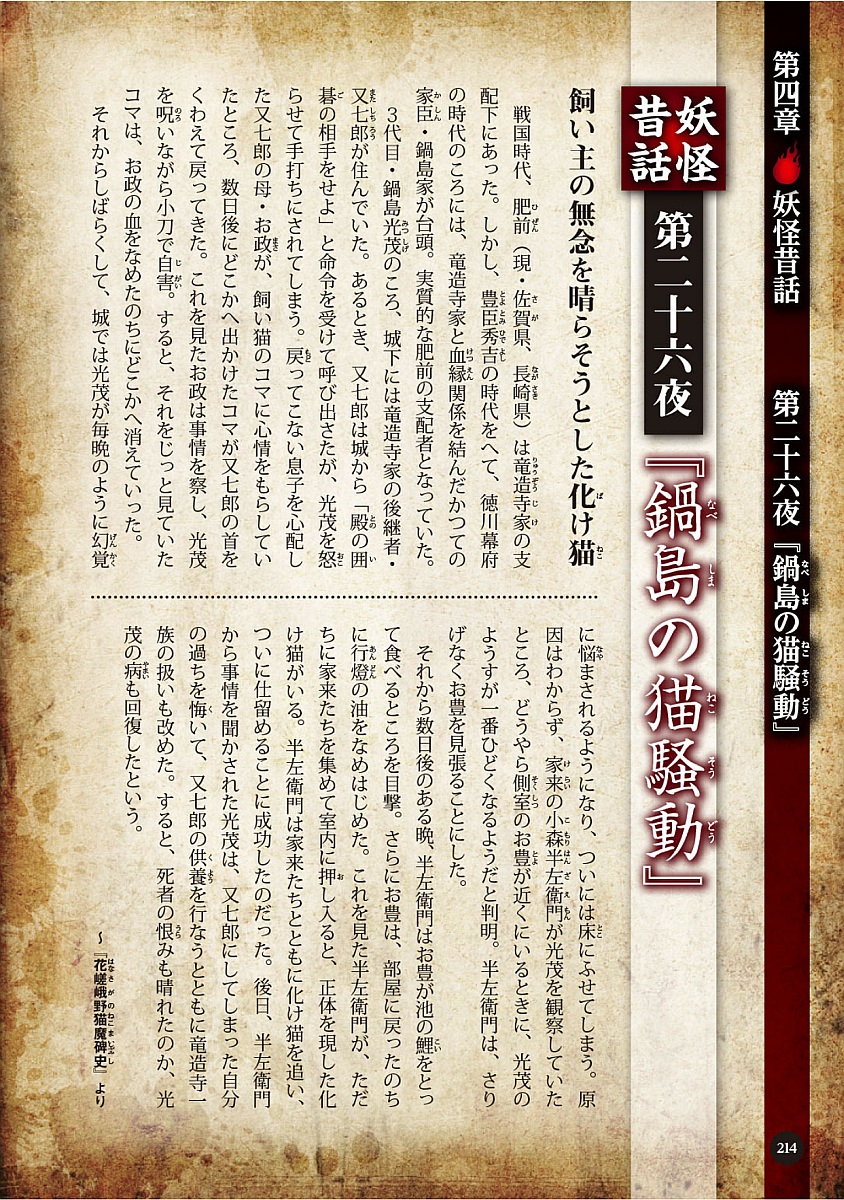 第四章 妖怪昔話 第二十六夜『鍋島の猫騒動』
妖怪昔話 第二十六夜『鍋島の猫騒動』
飼い主の無念を晴らそうとした化け猫
戦国時代、肥前(現・佐賀県、長崎県)は竜造寺家の支
配下にあった。しかし、豊臣秀吉の時代をへて、徳川幕府
の時代のころには、竜造寺家と血縁関係を結んだかつての
家臣・鍋島家が台頭。実質的な肥前の支配者となっていた。
3代目・鍋島光茂のころ、城下には竜造寺家の後継者・
又七郎が住んでいた。あるとき、又七郎は城から「殿の囲
碁の相手をせよ」と命令を受けて呼び出さたが、光茂を怒
らせて手打ちにされてしまう。戻ってこない息子を心配し
た又七郎の母・お政が、飼い猫のコマに心情をもらしてい
たところ、数日後にどこかへ出かけたコマが又七郎の首を
くわえて戻ってきた。これを見たお政は事情を察し、光茂
を呪いながら小刀で自害。すると、それをじっと見ていた
コマは、お政の血をなめたのちにどこかへ消えていった。
それからしばらくして、城では光茂が毎晩のように幻覚
に悩まされるようになり、ついには床にふせてしまう。原
因はわからず、家来の小森半左衛門が光茂を観察していた
ところ、どうやら側室のお豊が近くにいるときに、光茂の
ようすが一番ひどくなるようだと判明。半左衛門は、さり
げなくお豊を見張ることにした。
それから数日後のある晩、半左衛門はお豊が池の鯉をとっ
て食べるところを目撃。さらにお豊は、部屋に戻ったのち
に行燈の油をなめはじめた。これを見た半左衛門が、ただ
ちに家来たちを集めて室内に押し入ると、正体を現した化
け猫がいる。半左衛門は家来たちとともに化け猫を追い、
ついに仕留めることに成功したのだった。後日、半左衛門
から事情を聞かされた光茂は、又七郎にしてしまった自分
の過ちを悔いて、又七郎の供養を行なうとともに竜造寺一
族の扱いも改めた。すると、死者の恨みも晴れたのか、光
茂の病も回復したという。
〜『花嵯峨野猫魔碑史』より
214